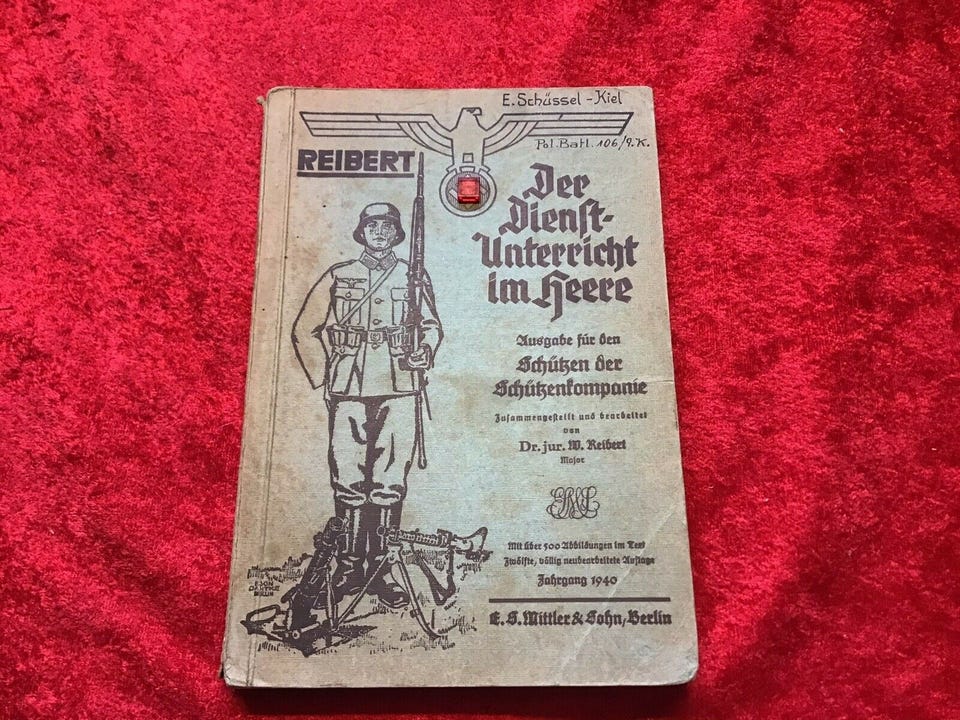 E. Schüssel - Kiel
Pol. Batl. 106/9. K.
REIBERT
Der
Dienst-
Unterricht
im Heere
Ausgabe für den
Schützen der
Schützenkompanie
Zusammengestellt und bearbeitet
von
Dr. jur. W. Reibert
Major
Mit über 500 Abbildungen im Text
Zwölfte, völlig neubearbeitete Auflage
Jahrgang 1940
E. S. Mittler & Sohn, Berlin
BERLIN